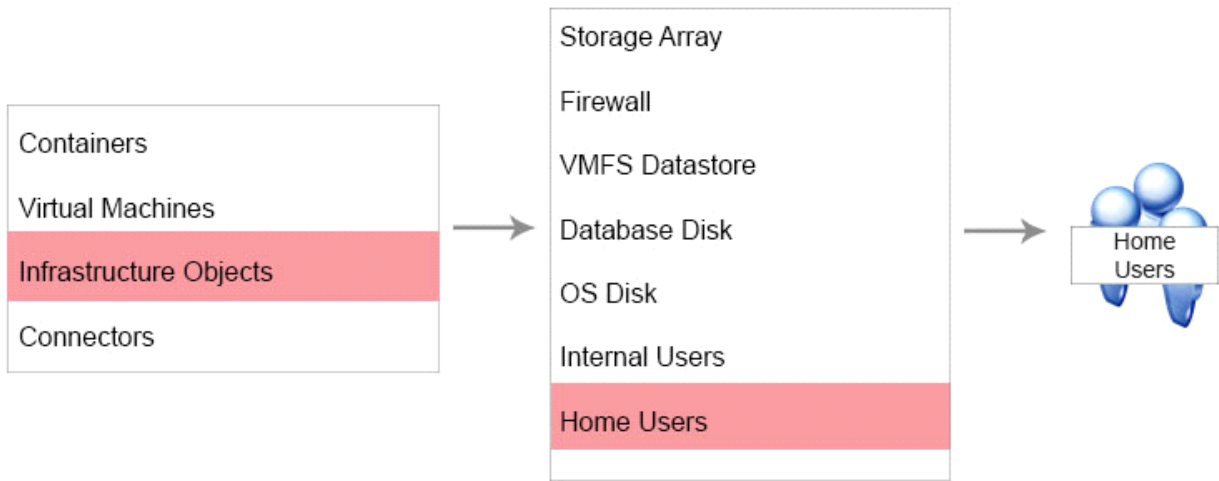 Containers
Virtual Machines
Infrastructure Objects
Connectors
Storage Array
Firewall
VMFS Datastore
Database Disk
OS Disk
Internal Users
Home Users
Home
Users